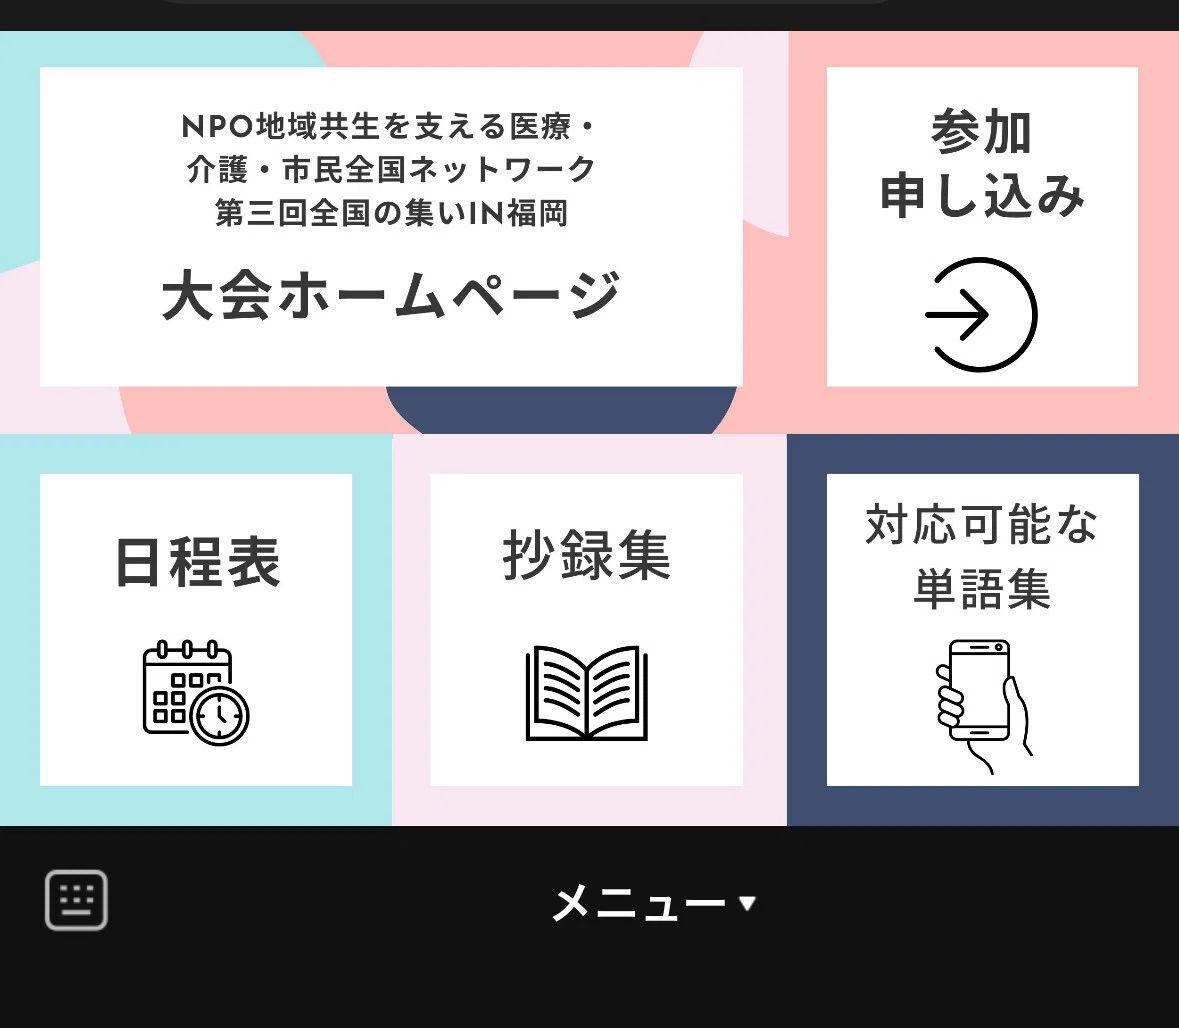 NPO地域共生を支える医療・
介護・市民全国ネットワーク
第三回全国の集いIN福岡
大会ホームページ
参加
申し込み
日程表
抄録集
対応可能な
単語集
メニュー▼